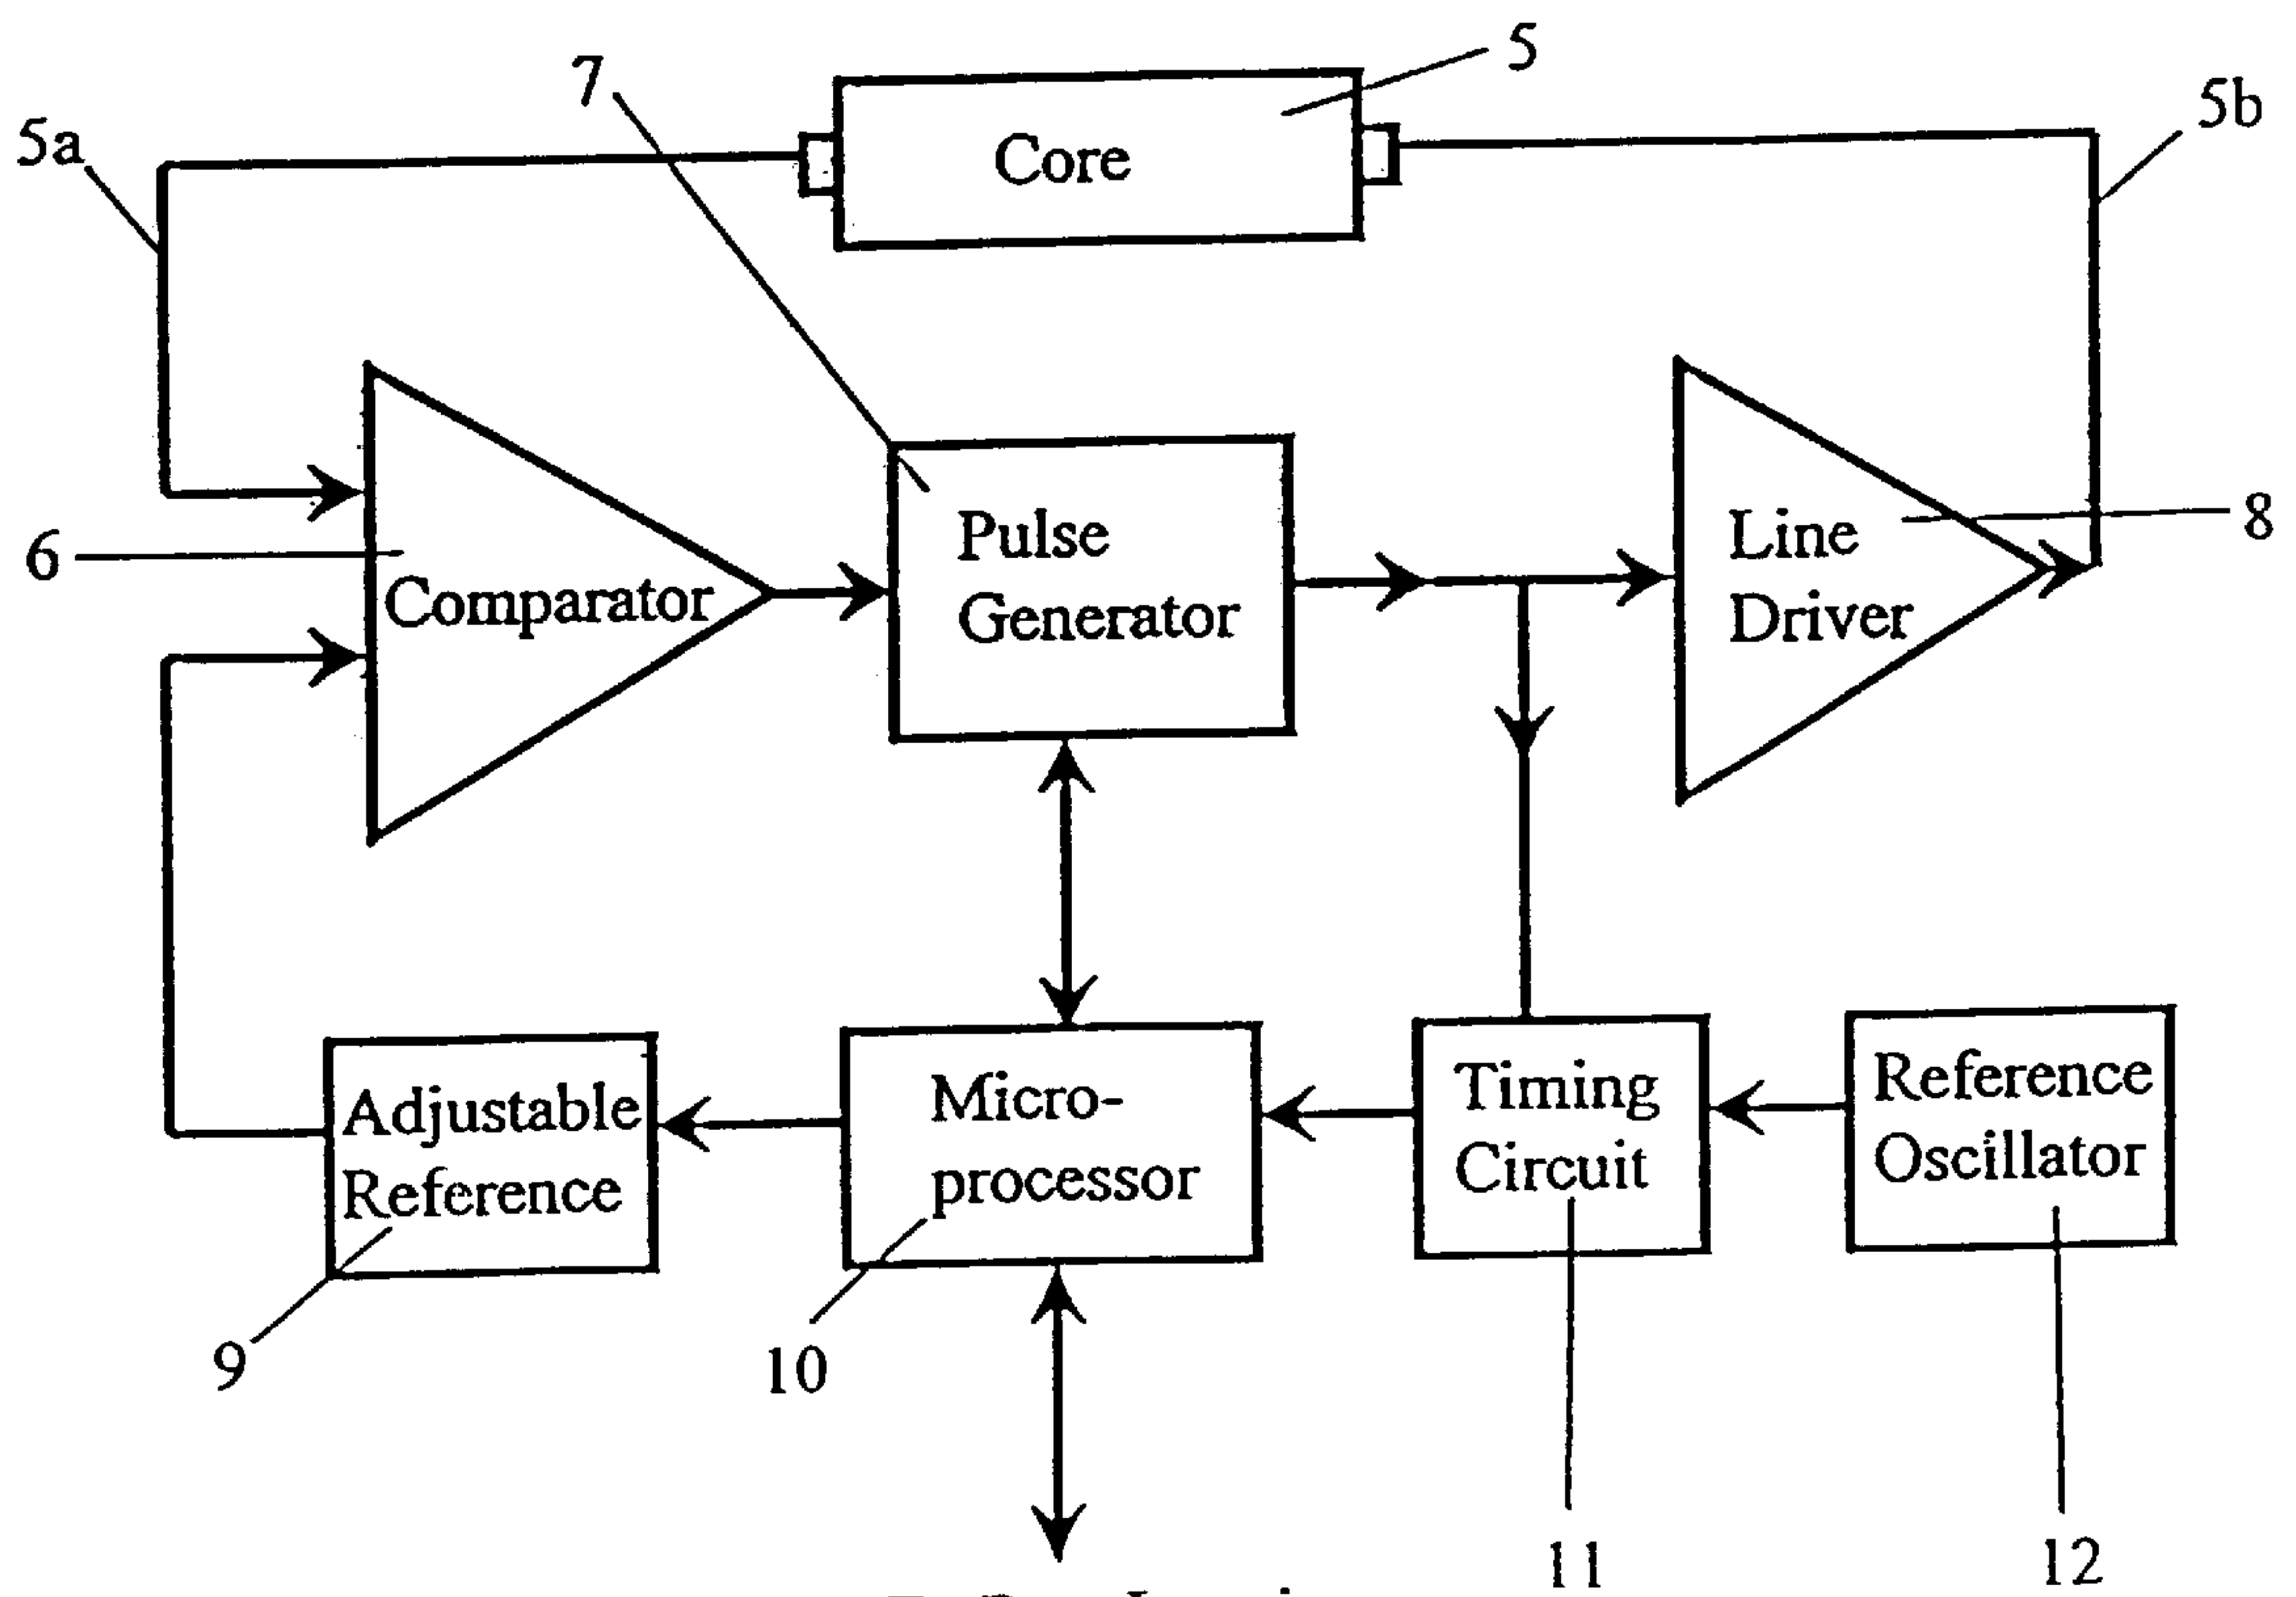 5
7
5b
5a
Core
8
6
Pulse
Generator
Line
Driver
Comparator
Adjustable
Reference
Micro-
processor
Timing
Circuit
Reference
Oscillator
9
10
11
12